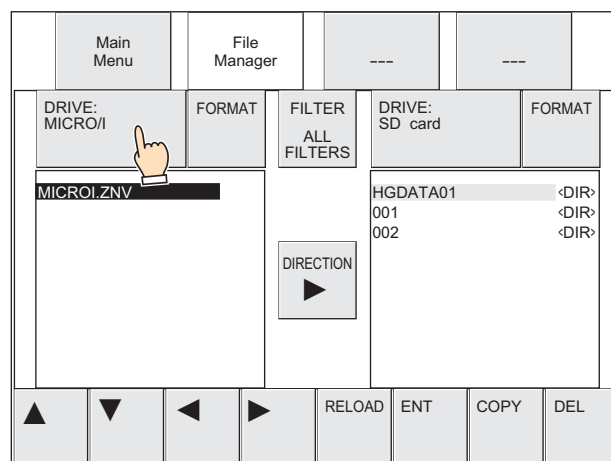 Main
Menu
File
Manager
---
---
DRIVE:
MICRO/I
FORMAT
FILTER
ALL
FILTERS
DRIVE:
SD card
FORMAT
MICROI.ZNV
HGDATA01 <DIR>
001 <DIR>
002 <DIR>
DIRECTION
▶
▲ ▼ ◀ ▶ RELOAD ENT COPY DEL